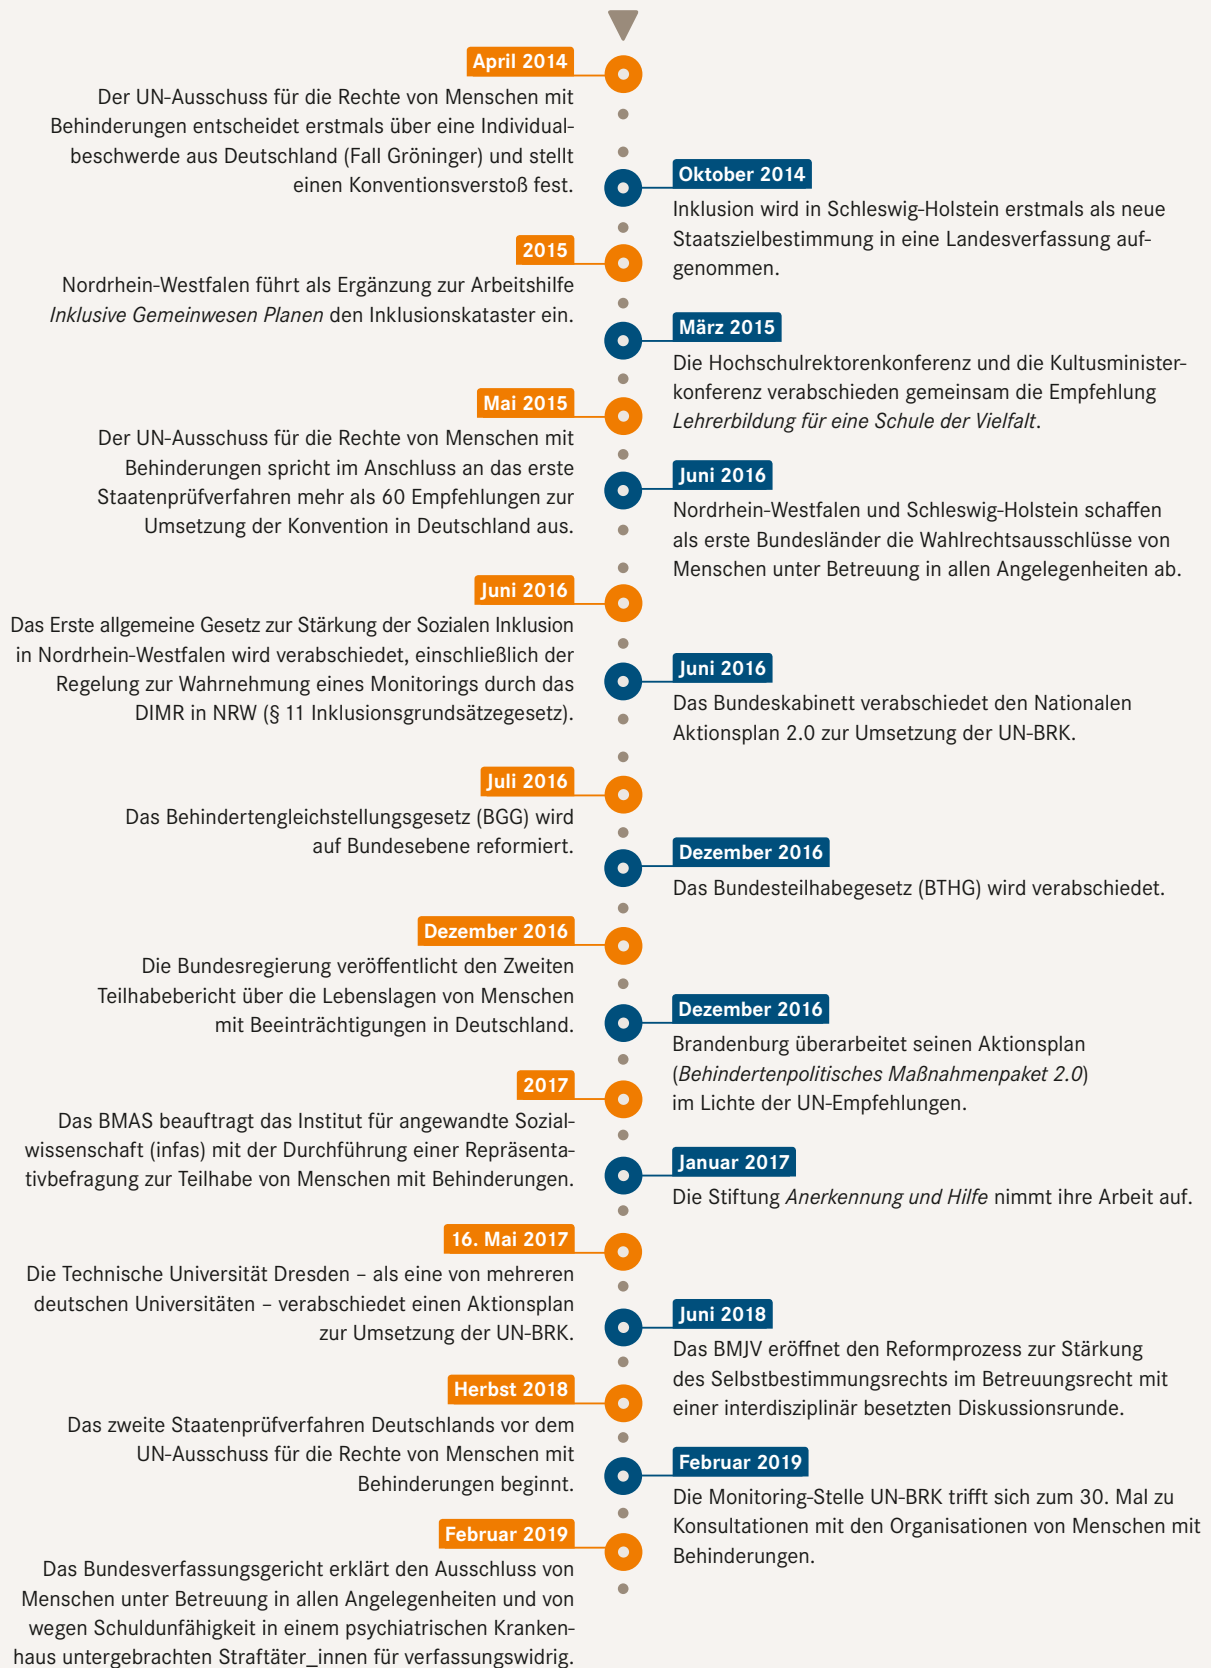 April 2014
Der UN-Ausschuss für die Rechte von Menschen mit
Behinderungen entscheidet erstmals über eine Individual-
beschwerde aus Deutschland (Fall Gröninger) und stellt
einen Konventionsverstoß fest.
Oktober 2014
Inklusion wird in Schleswig-Holstein erstmals als neue
Staatszielbestimmung in eine Landesverfassung auf-
genommen.
2015
Nordrhein-Westfalen führt als Ergänzung zur Arbeitshilfe
Inklusive Gemeinwesen Planen den Inklusionskataster ein.
März 2015
Die Hochschulrektorenkonferenz und die Kultusminister-
konferenz verabschieden gemeinsam die Empfehlung
Lehrerbildung für eine Schule der Vielfalt.
Mai 2015
Der UN-Ausschuss für die Rechte von Menschen mit
Behinderungen spricht im Anschluss an das erste
Staatenprüfverfahren mehr als 60 Empfehlungen zur
Umsetzung der Konvention in Deutschland aus.
Juni 2016
Nordrhein-Westfalen und Schleswig-Holstein schaffen
als erste Bundesländer die Wahlrechtsausschlüsse von
Menschen unter Betreuung in allen Angelegenheiten ab.
Juni 2016
Das Erste allgemeine Gesetz zur Stärkung der Sozialen Inklusion
in Nordrhein-Westfalen wird verabschiedet, einschließlich der
Regelung zur Wahrnehmung eines Monitorings durch das
DIMR in NRW (§ 11 Inklusionsgrundsätzegesetz).
Juni 2016
Das Bundeskabinett verabschiedet den Nationalen
Aktionsplan 2.0 zur Umsetzung der UN-BRK.
Juli 2016
Das Behindertengleichstellungsgesetz (BGG) wird
auf Bundesebene reformiert.
Dezember 2016
Das Bundesteilhabegesetz (BTHG) wird verabschiedet.
Dezember 2016
Die Bundesregierung veröffentlicht den Zweiten
Teilhabebericht über die Lebenslagen von Menschen
mit Beeinträchtigungen in Deutschland.
Dezember 2016
Brandenburg überarbeitet seinen Aktionsplan
(Behindertenpolitisches Maßnahmenpaket 2.0)
im Lichte der UN-Empfehlungen.
2017
Das BMAS beauftragt das Institut für angewandte Sozial-
wissenschaft (infas) mit der Durchführung einer Repräsenta-
tivbefragung zur Teilhabe von Menschen mit Behinderungen.
Januar 2017
Die Stiftung Anerkennung und Hilfe nimmt ihre Arbeit auf.
16. Mai 2017
Die Technische Universität Dresden – als eine von mehreren
deutschen Universitäten – verabschiedet einen Aktionsplan
zur Umsetzung der UN-BRK.
Juni 2018
Das BMJV eröffnet den Reformprozess zur Stärkung
des Selbstbestimmungsrechts im Betreuungsrecht mit
einer interdisziplinär besetzten Diskussionsrunde.
Herbst 2018
Das zweite Staatenprüfverfahren Deutschlands vor dem
UN-Ausschuss für die Rechte von Menschen mit
Behinderungen beginnt.
Februar 2019
Die Monitoring-Stelle UN-BRK trifft sich zum 30. Mal zu
Konsultationen mit den Organisationen von Menschen mit
Behinderungen.
Februar 2019
Das Bundesverfassungsgericht erklärt den Ausschluss von
Menschen unter Betreuung in allen Angelegenheiten und von
wegen Schuldunfähigkeit in einem psychiatrischen Kranken-
haus untergebrachten Straftäter_innen für verfassungswidrig.